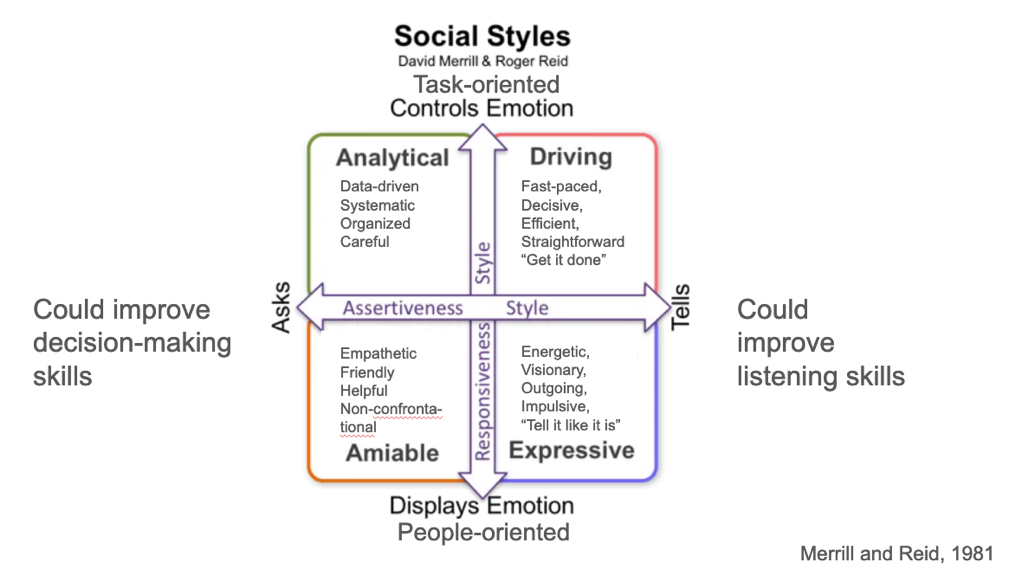 Social Styles
David Merrill & Roger Reid
Task-oriented
Controls Emotion
Analytical
Data-driven
Systematic
Organized
Careful
Driving
Fast-paced,
Decisive,
Efficient,
Straightforward
“Get it done”
Style
Asks
Assertiveness Style
Tells
Could improve
decision-making
skills
Could
improve
listening skills
Responsiveness
Empathetic
Friendly
Helpful
Non-confronta-
tional
Amiable
Energetic,
Visionary,
Outgoing,
Impulsive,
“Tell it like it is”
Expressive
Displays Emotion
People-oriented
Merrill and Reid, 1981